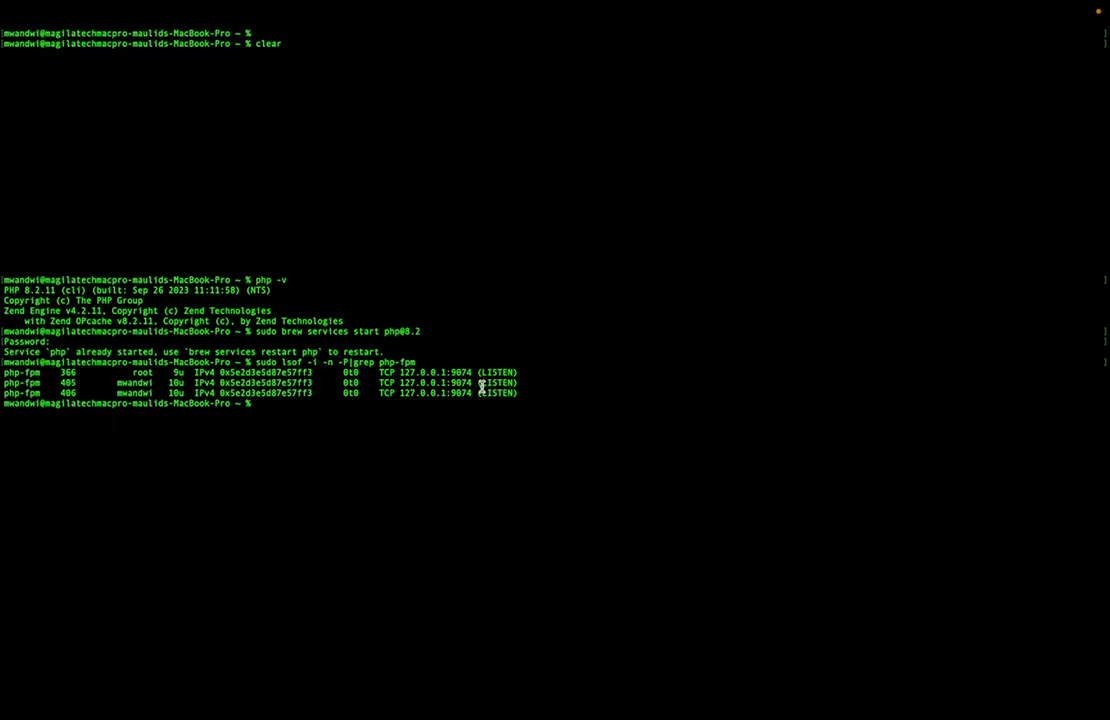 [mwandwi@magilatechmacpro-maulids-MacBook-Pro ~ % ]
[mwandwi@magilatechmacpro-maulids-MacBook-Pro ~ % clear ]
[mwandwi@magilatechmacpro-maulids-MacBook-Pro ~ % php -v ]
PHP 8.2.11 (cli) (built: Sep 26 2023 11:11:58) (NTS)
Copyright (c) The PHP Group
Zend Engine v4.2.11, Copyright (c) Zend Technologies
    with Zend OPcache v8.2.11, Copyright (c), by Zend Technologies
[mwandwi@magilatechmacpro-maulids-MacBook-Pro ~ % sudo brew services start php@8.2 ]
[Password: ]
Service `php` already started, use `brew services restart php` to restart.
[mwandwi@magilatechmacpro-maulids-MacBook-Pro ~ % sudo lsof -i -n -P|grep php-fpm ]
php-fpm    366           root    9u  IPv4 0x5e2d3e5d87e57ff3      0t0    TCP 127.0.0.1:9074 (LISTEN)
php-fpm    405        mwandwi   10u  IPv4 0x5e2d3e5d87e57ff3      0t0    TCP 127.0.0.1:9074 (LISTEN)
php-fpm    406        mwandwi   10u  IPv4 0x5e2d3e5d87e57ff3      0t0    TCP 127.0.0.1:9074 (LISTEN)
mwandwi@magilatechmacpro-maulids-MacBook-Pro ~ %